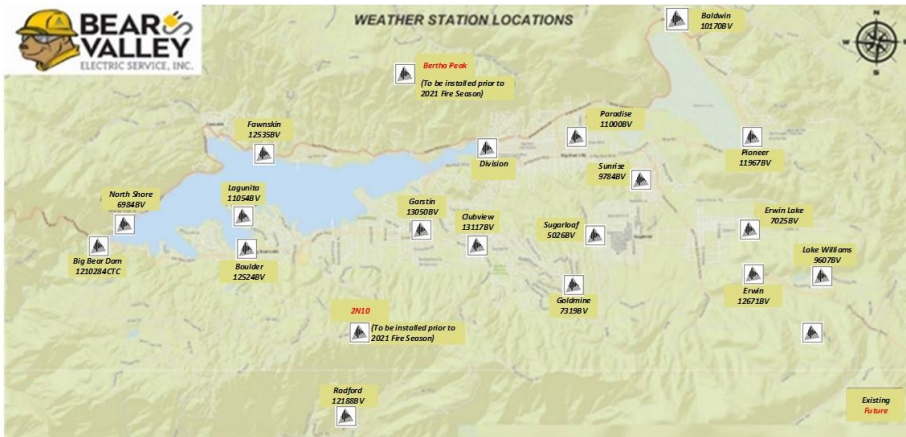 BEAR
VALLEY
ELECTRIC SERVICE, INC.
WEATHER STATION LOCATIONS
Baldwin
10170BV
N
W
E
S
Bertha Peak
(To be installed prior to
2021 Fire Season)
Fawnskin
12535BV
Paradise
11000BV
Division
Pioneer
11967BV
Sunrise
9784BV
North Shore
6984BV
Lagunita
11054BV
Garstin
13050BV
Clubview
13117BV
Sugarloaf
5026BV
Erwin Lake
7025BV
Big Bear Dam
1210284CTC
Boulder
12524BV
Lake Williams
9607BV
Goldmine
7319BV
Erwin
12671BV
2N10
(To be installed prior to
2021 Fire Season)
Radford
12188BV
Existing
Future